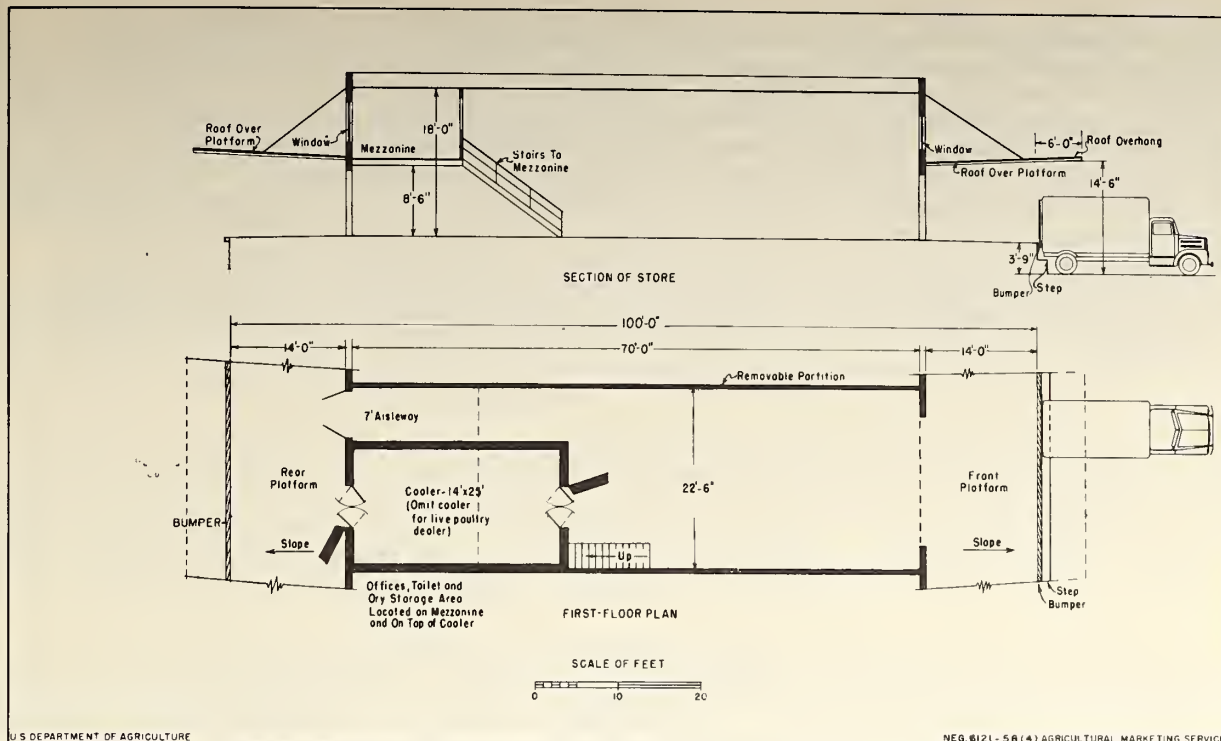 Roof Over
Platform
Window
Mezzonine
18'-0"
8'-6"
Stairs To
Mezzonine
6'-0"
Roof Overhang
Window
Roof Over Platform
14'-6"
3'-9"
Bumper
Step
SECTION OF STORE
100'-0"
14'-0"
70'-0"
14'-0"
Removable Partition
7' Aisleway
Rear
Platform
Cooler-14'x25'
(Omit cooler
for live poultry
dealer)
22'-6"
Front
Platform
BUMPER
Slope
Up
Slope
Offices, Toilet and
Dry Storage Area
Located on Mezzonine
and On Top of Cooler
FIRST-FLOOR PLAN
Step
Bumper
SCALE OF FEET
0 10 20
U S DEPARTMENT OF AGRICULTURE
NEG. 6121-58(4) AGRICULTURAL MARKETING SERVICE